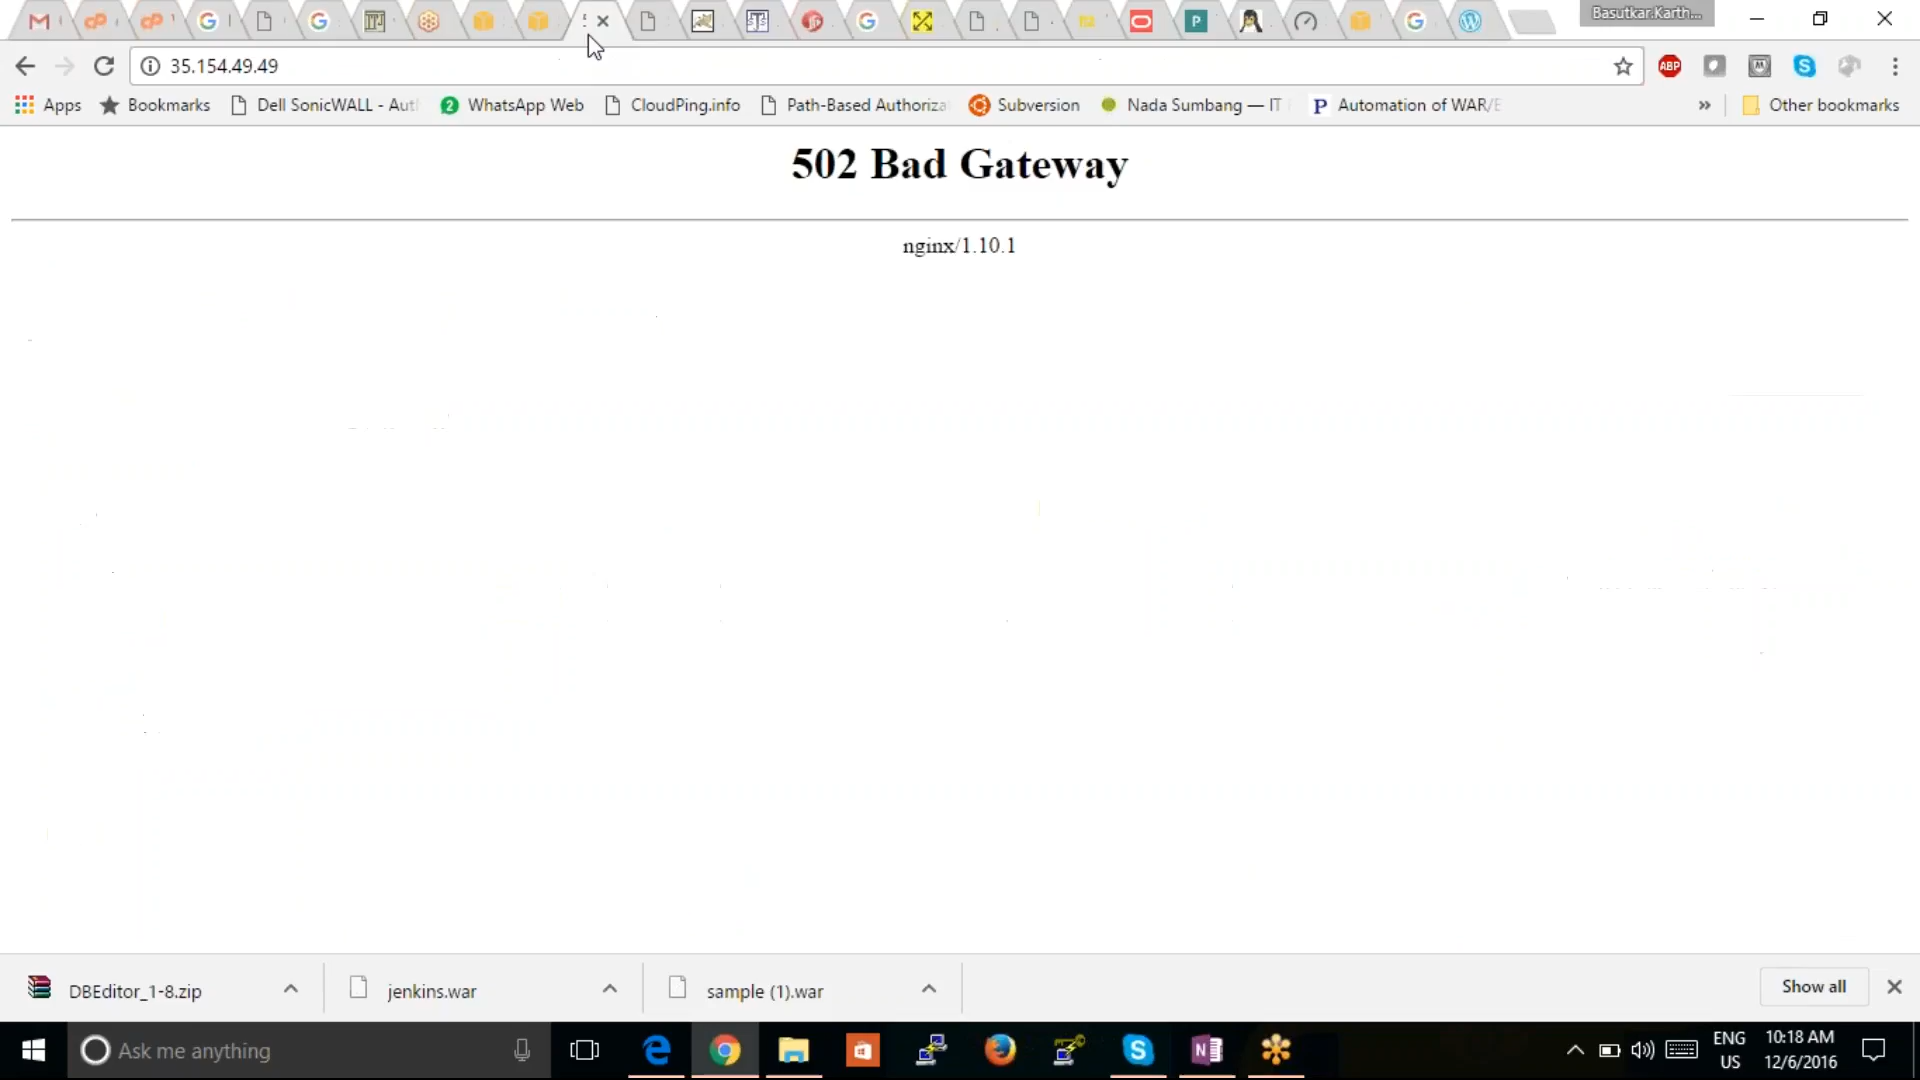 Basutkar.Karth...
35.154.49.49
Apps
Bookmarks
Dell SonicWALL - Aut
WhatsApp Web
CloudPing.info
Path-Based Authoriza
Subversion
Nada Sumbang — IT
Automation of WAR/E
»
Other bookmarks
502 Bad Gateway
nginx/1.10.1
DBEditor_1-8.zip
jenkins.war
sample (1).war
Show all
Ask me anything
ENG
US
10:18 AM
12/6/2016